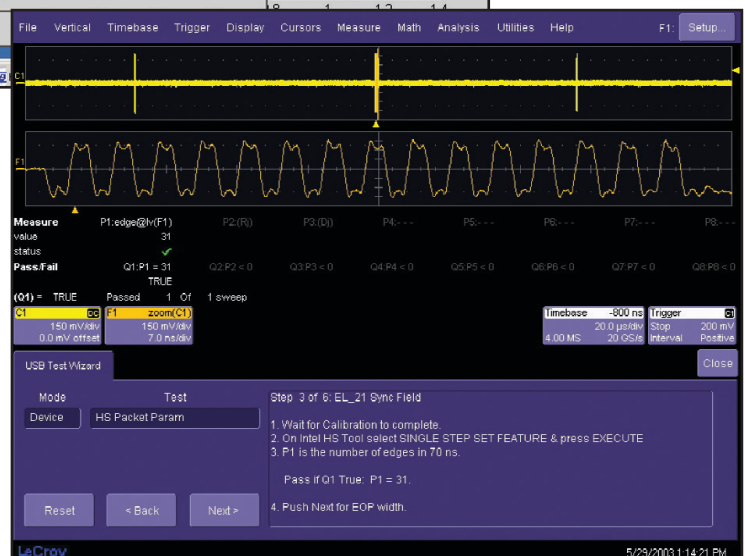 18 1 12 14
File Vertical Timebase Trigger Display Cursors Measure Math Analysis Utilities Help F1: Setup...
C1
F1
Measure P1:edge@lv(F1) P2:(Rj) P3:(Dj) P4:- - - P5:- - - P6:- - - P7:- - - P8:- - -
value 31
status
Pass/Fail Q1:P1 = 31 Q2:P2 < 0 Q3:P3 < 0 Q4:P4 < 0 Q5:P5 < 0 Q6:P6 < 0 Q7:P7 < 0 Q8:P8 < 0
TRUE
(Q1) = TRUE Passed 1 Of 1 sweep
C1 DC F1 zoom(C1) Timebase -800 ns Trigger C1
150 mV/div 150 mV/div 20.0 µs/div Stop 200 mV
0.0 mV offset 7.0 ns/div 4.00 MS 20 GS/s Interval Positive
USB Test Wizard Close
Mode Test
Device HS Packet Param
Step 3 of 6: EL_21 Sync Field
1. Wait for Calibration to complete.
2. On Intel HS Tool select SINGLE STEP SET FEATURE & press EXECUTE
3. P1 is the number of edges in 70 ns.
Pass if Q1 True: P1 = 31.
4. Push Next for EOP width.
Reset < Back Next >
LeCroy 5/29/2003 1:14:21 PM